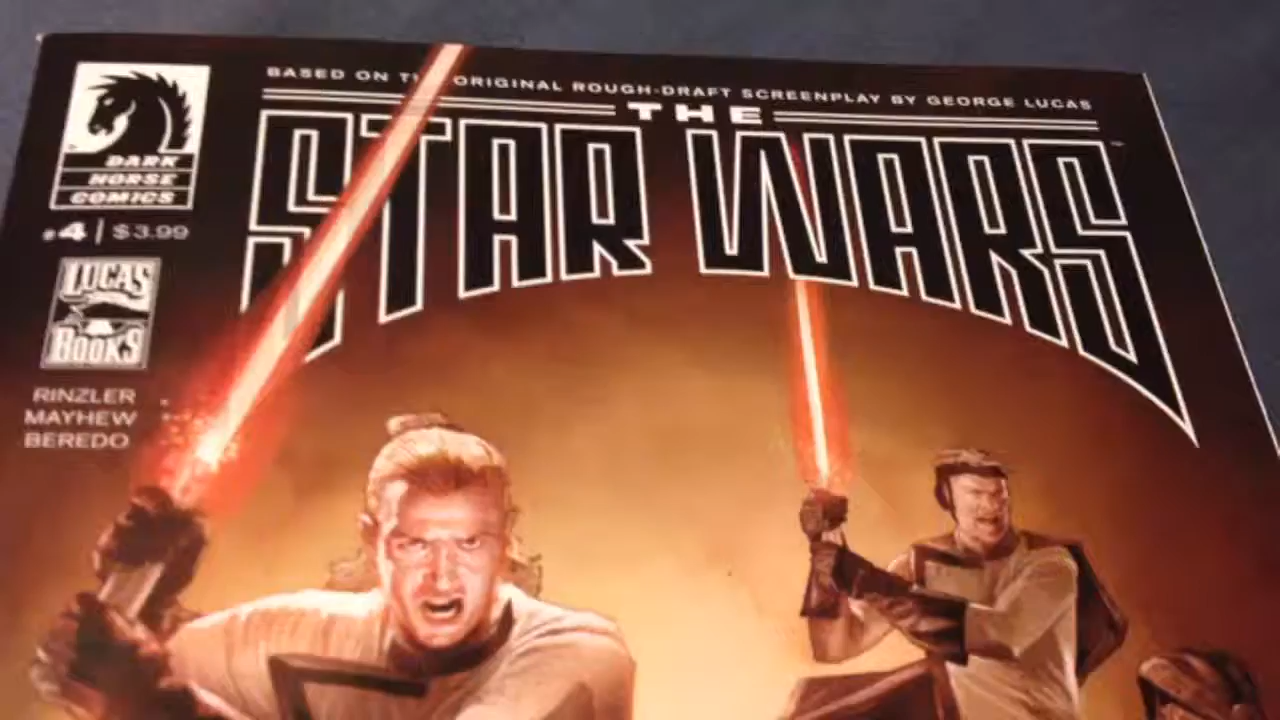 BASED ON THE ORIGINAL ROUGH-DRAFT SCREENPLAY BY GEORGE LUCAS
THE
STAR WARS
DARK
HORSE
COMICS
#4 | $3.99
LUCAS
BOOKS
RINZLER
MAYHEW
BEREDO